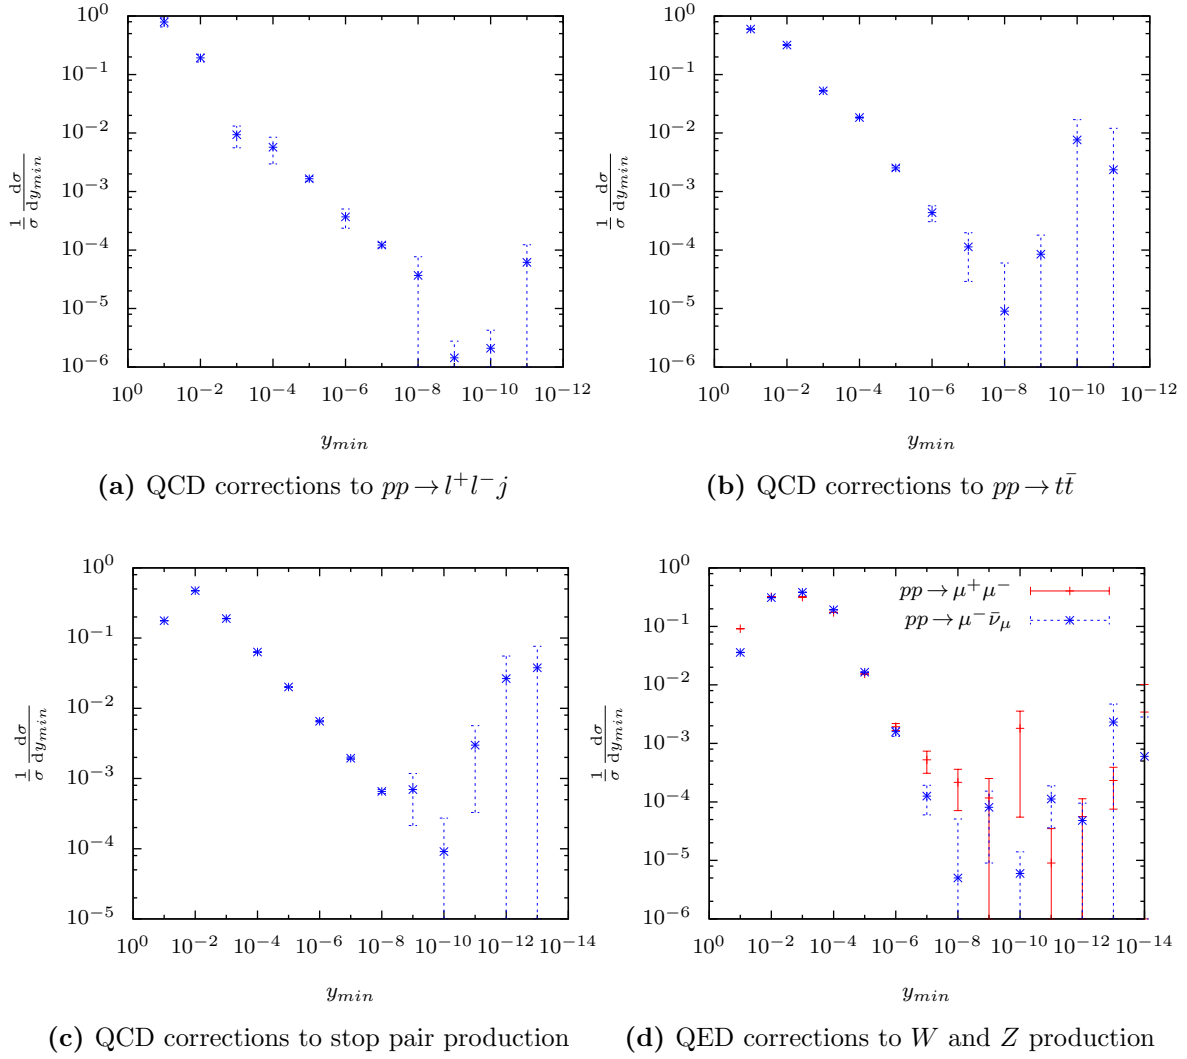 10^0
10^−1
10^−2
10^−3
10^−4
10^−5
10^−6
1/σ dσ/dy_min
10^0 10^−2 10^−4 10^−6 10^−8 10^−10 10^−12
y_min
(a) QCD corrections to pp → l^+ l^− j
10^0
10^−1
10^−2
10^−3
10^−4
10^−5
10^−6
1/σ dσ/dy_min
10^0 10^−2 10^−4 10^−6 10^−8 10^−10 10^−12
y_min
(b) QCD corrections to pp → tt̄
10^0
10^−1
10^−2
10^−3
10^−4
10^−5
1/σ dσ/dy_min
10^0 10^−2 10^−4 10^−6 10^−8 10^−10 10^−12 10^−14
y_min
(c) QCD corrections to stop pair production
10^0
10^−1
10^−2
10^−3
10^−4
10^−5
10^−6
1/σ dσ/dy_min
pp → μ^+ μ^−
pp → μ^− ν̄_μ
10^0 10^−2 10^−4 10^−6 10^−8 10^−10 10^−12 10^−14
y_min
(d) QED corrections to W and Z production